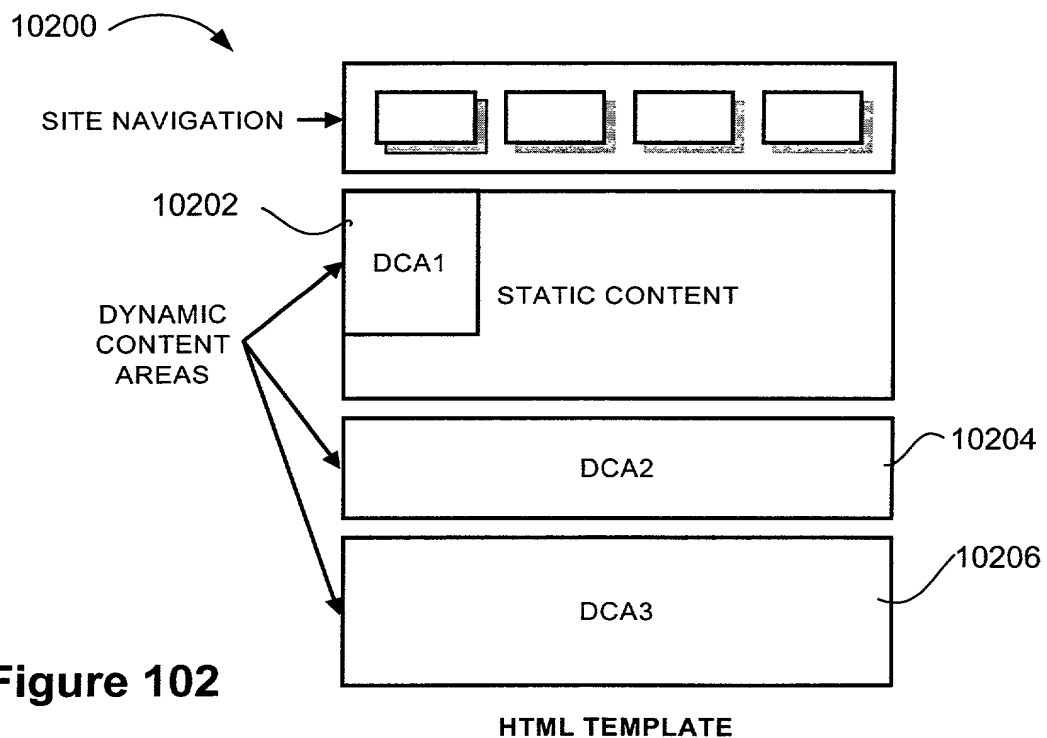 10200
SITE NAVIGATION
10202
DCA1
STATIC CONTENT
DYNAMIC
CONTENT
AREAS
DCA2
10204
10206
DCA3
Figure 102
HTML TEMPLATE